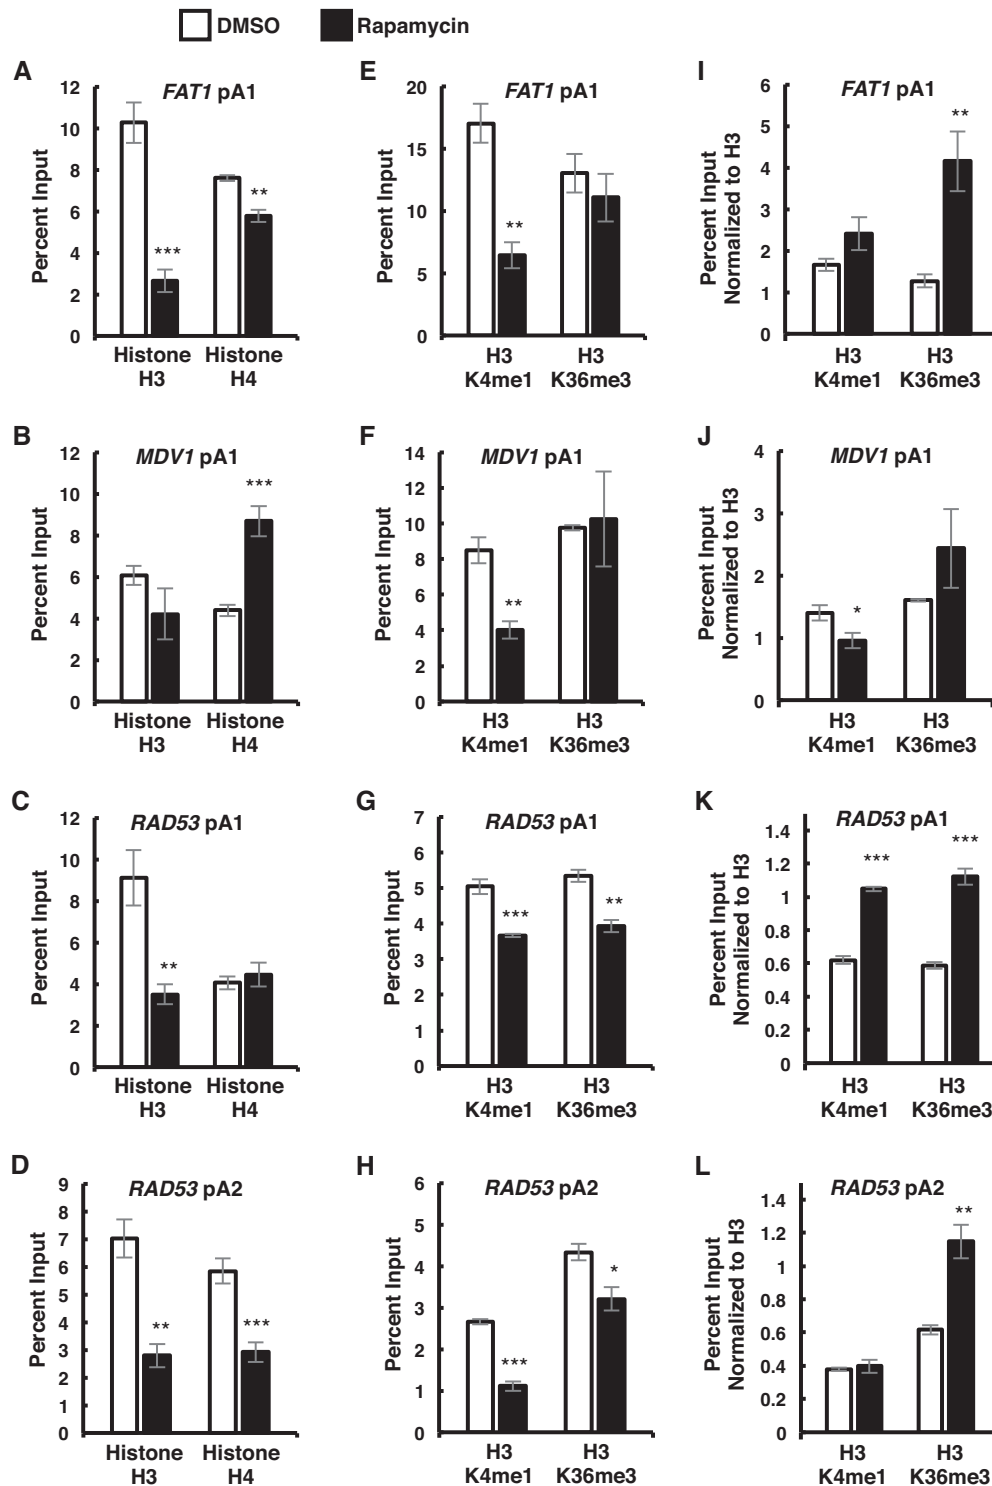 DMSO Rapamycin
A
FAT1 pA1
Percent Input
12
10
8
6
4
2
0
***
**
Histone H3
Histone H4
E
FAT1 pA1
Percent Input
20
15
10
5
0
**
H3 K4me1
H3 K36me3
I
FAT1 pA1
Percent Input
Normalized to H3
6
5
4
3
2
1
0
**
H3 K4me1
H3 K36me3
B
MDV1 pA1
Percent Input
12
10
8
6
4
2
0
***
Histone H3
Histone H4
F
MDV1 pA1
Percent Input
14
12
10
8
6
4
2
0
**
H3 K4me1
H3 K36me3
J
MDV1 pA1
Percent Input
Normalized to H3
4
3
2
1
0
*
H3 K4me1
H3 K36me3
C
RAD53 pA1
Percent Input
12
10
8
6
4
2
0
**
Histone H3
Histone H4
G
RAD53 pA1
Percent Input
7
6
5
4
3
2
1
0
***
**
H3 K4me1
H3 K36me3
K
RAD53 pA1
Percent Input
Normalized to H3
1.4
1.2
1
0.8
0.6
0.4
0.2
0
***
***
H3 K4me1
H3 K36me3
D
RAD53 pA2
Percent Input
9
8
7
6
5
4
3
2
1
0
**
***
Histone H3
Histone H4
H
RAD53 pA2
Percent Input
6
5
4
3
2
1
0
***
*
H3 K4me1
H3 K36me3
L
RAD53 pA2
Percent Input
Normalized to H3
1.4
1.2
1
0.8
0.6
0.4
0.2
0
**
H3 K4me1
H3 K36me3